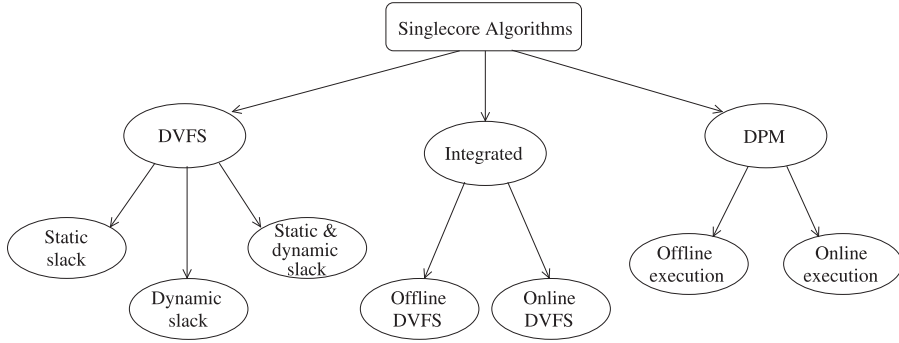 Singlecore Algorithms
DVFS
Integrated
DPM
Static
slack
Dynamic
slack
Static &
dynamic
slack
Offline
DVFS
Online
DVFS
Offline
execution
Online
execution